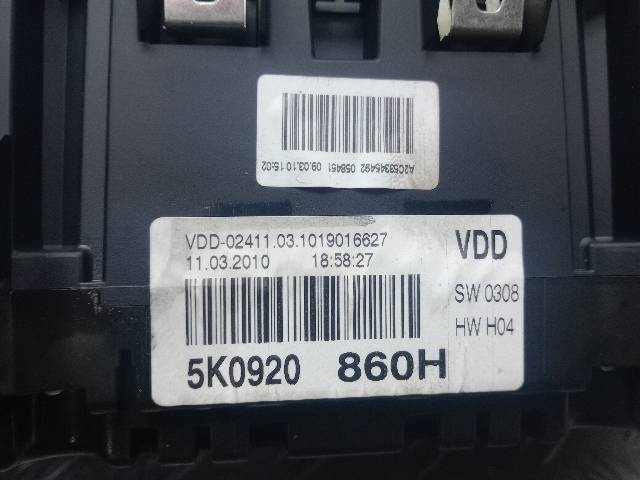 A2C53345492 058451 09.03.10 15:02
VDD-02411.03.1019016627
11.03.2010 18:58:27
5K0920 860H
VDD
SW 0308
HW H04